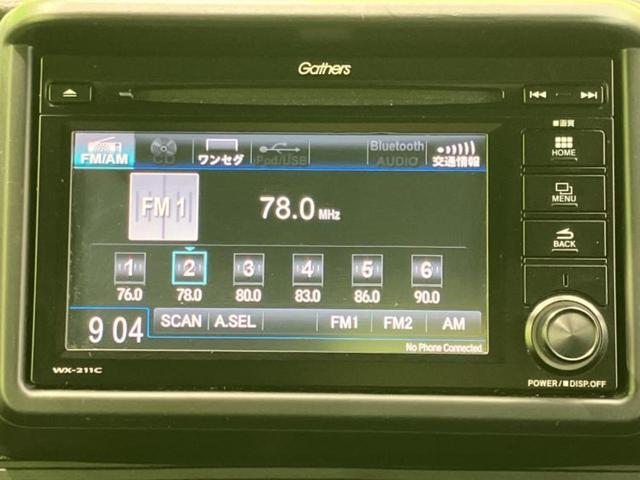 Gathers
FM/AM CD ワンセグ iPod/USB Bluetooth AUDIO 交通情報
■画質
HOME
FM 1 78.0 MHz
MENU
BACK
1 2 3 4 5 6
76.0 78.0 80.0 83.0 86.0 90.0
9 04 SCAN A.SEL FM1 FM2 AM
No Phone Connected
WX-211C
POWER/■DISP.OFF